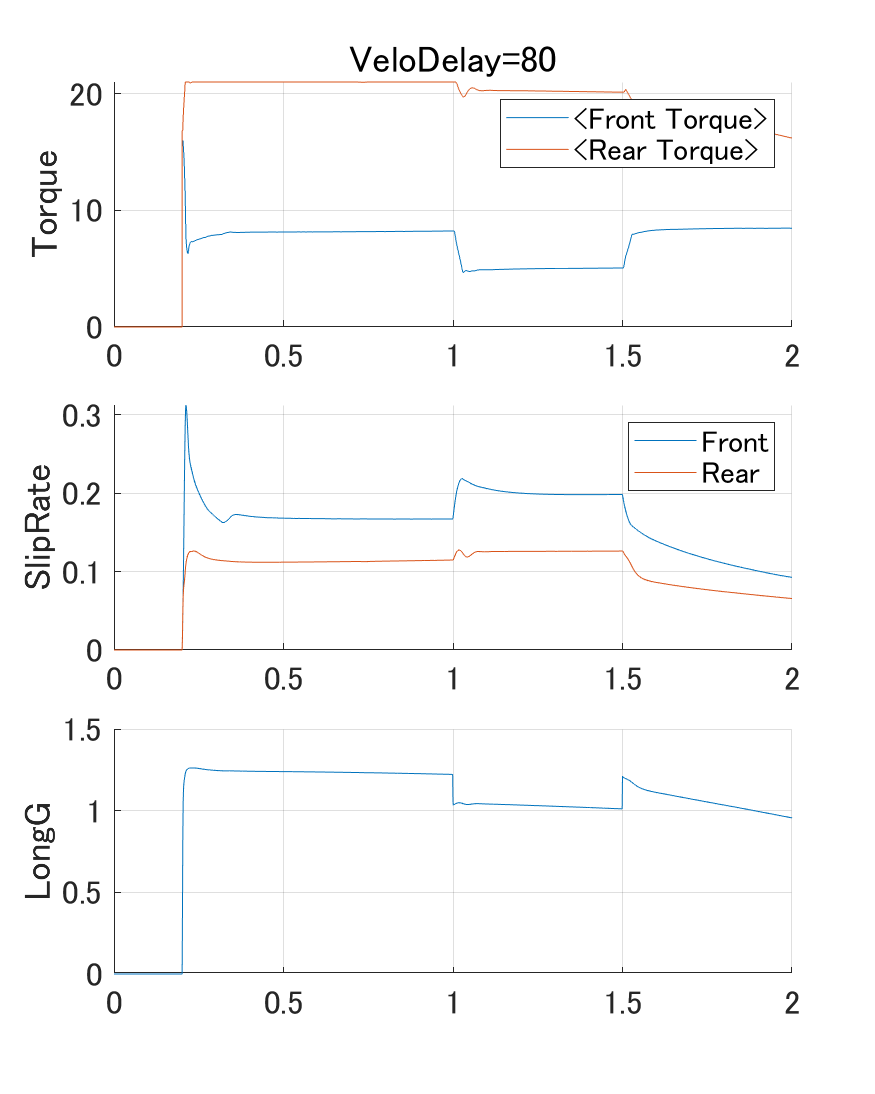 VeloDelay=80
20
10
0
Torque
<Front Torque>
<Rear Torque>
0 0.5 1 1.5 2
0.3
0.2
0.1
0
SlipRate
Front
Rear
0 0.5 1 1.5 2
1.5
1
0.5
0
LongG
0 0.5 1 1.5 2